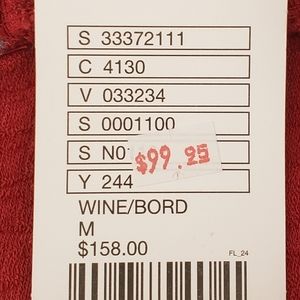 S 33372111
C 4130
V 033234
S 0001100
S N0
$99.25
Y 244
WINE/BORD
M
$158.00
FL_24